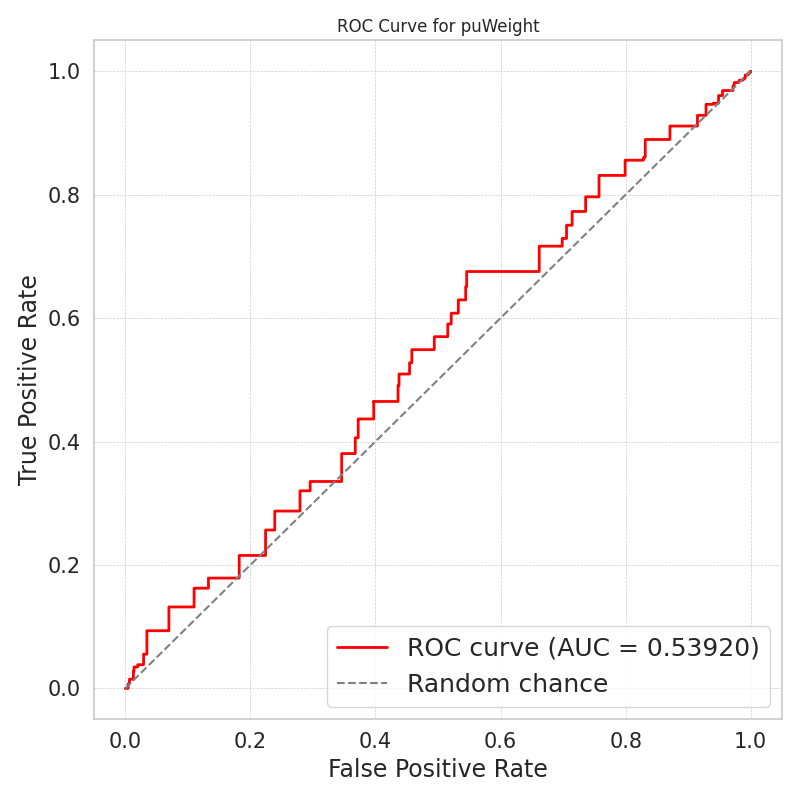 ROC Curve for puWeight
True Positive Rate
1.0
0.8
0.6
0.4
0.2
0.0
ROC curve (AUC = 0.53920)
Random chance
0.0 0.2 0.4 0.6 0.8 1.0
False Positive Rate